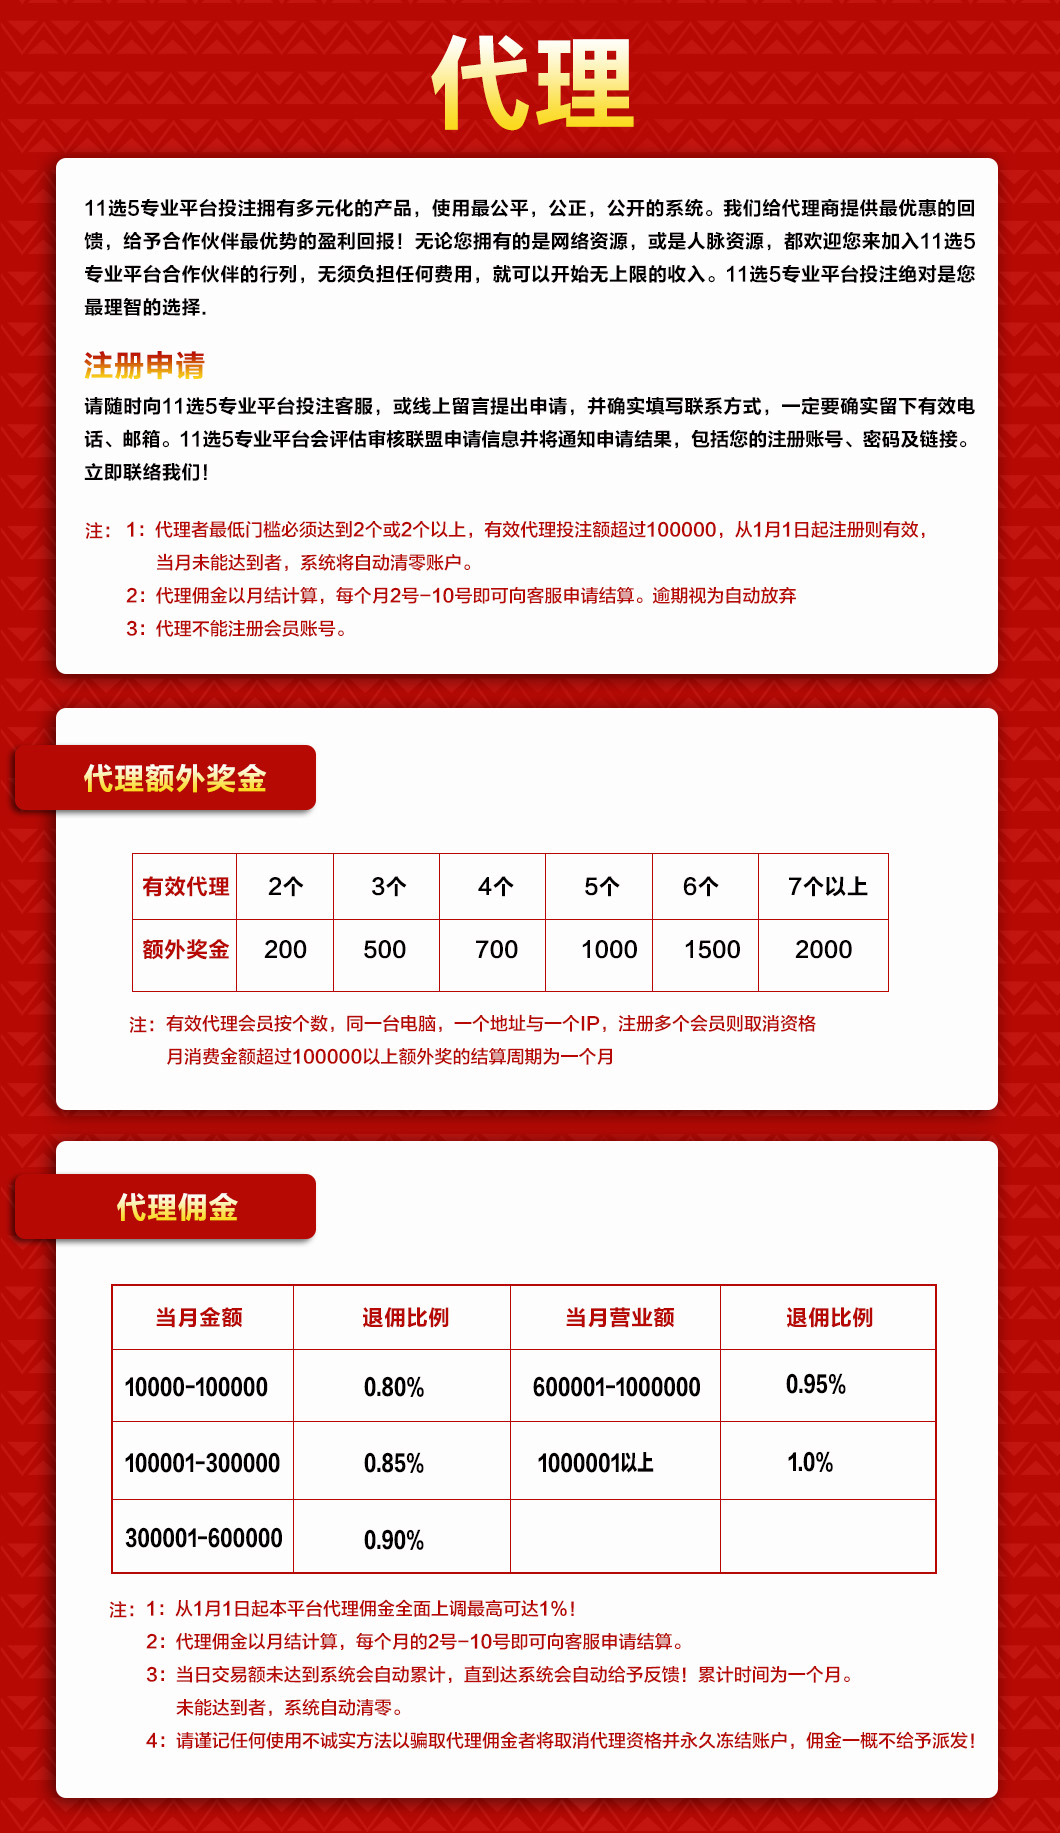 代理
11选5专业平台投注拥有多元化的产品，使用最公平，公正，公开的系统。我们给代理商提供最优惠的回
馈，给予合作伙伴最优势的盈利回报！无论您拥有的是网络资源，或是人脉资源，都欢迎您来加入11选5
专业平台合作伙伴的行列，无须负担任何费用，就可以开始无上限的收入。11选5专业平台投注绝对是您
最理智的选择.
注册申请
请随时向11选5专业平台投注客服，或线上留言提出申请，并确实填写联系方式，一定要确实留下有效电
话、邮箱。11选5专业平台会评估审核联盟申请信息并将通知申请结果，包括您的注册账号、密码及链接。
立即联络我们！
注：1：代理者最低门槛必须达到2个或2个以上，有效代理投注额超过100000，从1月1日起注册则有效，
当月未能达到者，系统将自动清零账户。
2：代理佣金以月结计算，每个月2号-10号即可向客服申请结算。逾期视为自动放弃
3：代理不能注册会员账号。
代理额外奖金
有效代理 2个 3个 4个 5个 6个 7个以上
额外奖金 200 500 700 1000 1500 2000
注：有效代理会员按个数，同一台电脑，一个地址与一个IP，注册多个会员则取消资格
月消费金额超过100000以上额外奖的结算周期为一个月
代理佣金
当月金额 退佣比例 当月营业额 退佣比例
10000-100000 0.80% 600001-1000000 0.95%
100001-300000 0.85% 1000001以上 1.0%
300001-600000 0.90%
注：1：从1月1日起本平台代理佣金全面上调最高可达1%！
2：代理佣金以月结计算，每个月的2号-10号即可向客服申请结算。
3：当日交易额未达到系统会自动累计，直到达系统会自动给予反馈！累计时间为一个月。
未能达到者，系统自动清零。
4：请谨记任何使用不诚实方法以骗取代理佣金者将取消代理资格并永久冻结账户，佣金一概不给予派发！